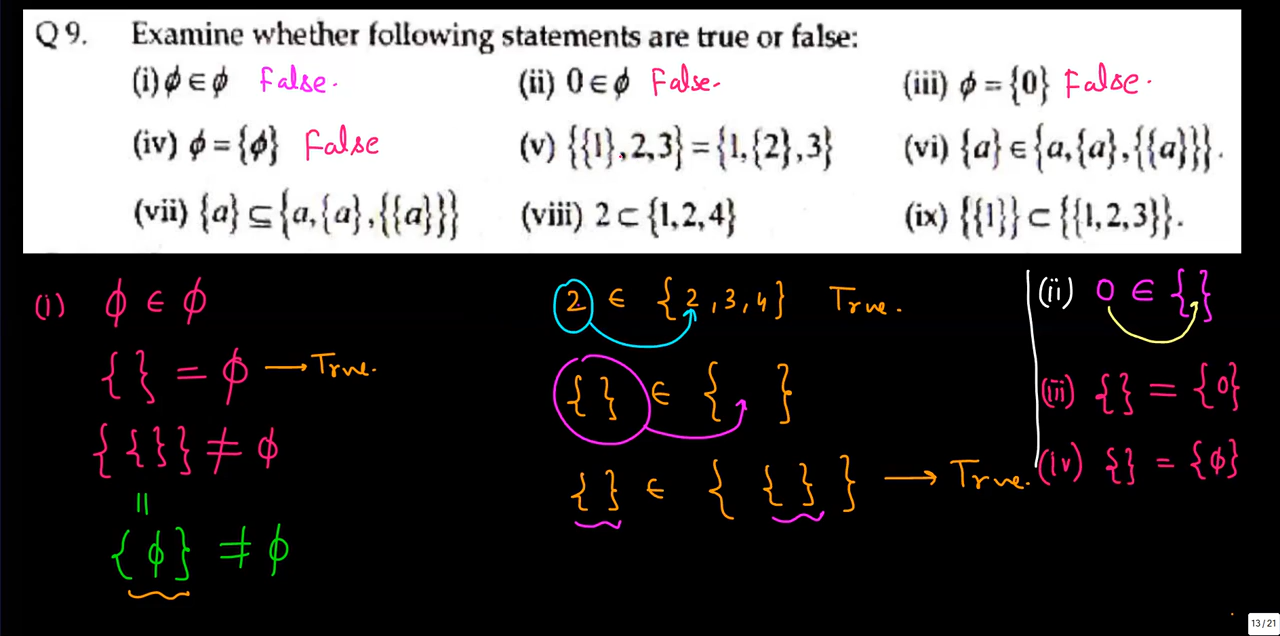 Q 9. Examine whether following statements are true or false:
(i) ϕ ∈ ϕ False. (ii) 0 ∈ ϕ False. (iii) ϕ = {0} False.
(iv) ϕ = {ϕ} False (v) {{1},2,3} = {1,{2},3} (vi) {a} ∈ {a,{a},{{a}}}.
(vii) {a} ⊆ {a,{a},{{a}}} (viii) 2 ⊂ {1,2,4} (ix) {{1}} ⊂ {{1,2,3}}.
(i) ϕ ∈ ϕ
{ } = ϕ → True.
{{ }} ≠ ϕ
=
{ϕ} ≠ ϕ
2 ∈ {2,3,4} True.
{ } ∈ { }
{ } ∈ { { } } → True.
(ii) 0 ∈ { }
(iii) { } = {0}
(iv) { } = {ϕ}
13/21